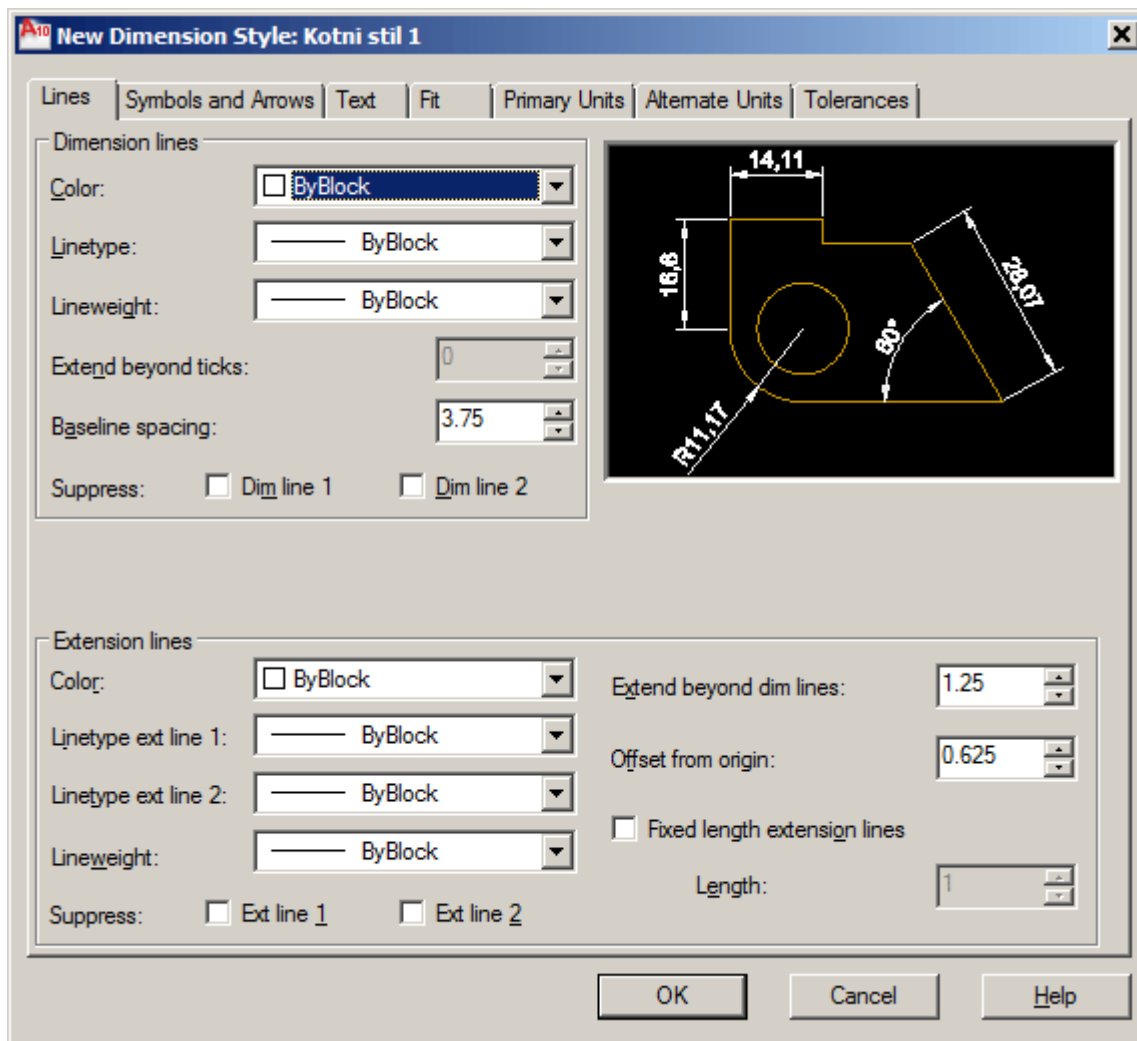 A10 New Dimension Style: Kotni stil 1
Lines Symbols and Arrows Text Fit Primary Units Alternate Units Tolerances
Dimension lines
Color: ByBlock
Linetype: ByBlock
Lineweight: ByBlock
Extend beyond ticks: 0
Baseline spacing: 3.75
Suppress: Dim line 1 Dim line 2
14,11
16,6
28,07
60°
R11,17
Extension lines
Color: ByBlock
Linetype ext line 1: ByBlock
Linetype ext line 2: ByBlock
Lineweight: ByBlock
Suppress: Ext line 1 Ext line 2
Extend beyond dim lines: 1.25
Offset from origin: 0.625
Fixed length extension lines
Length: 1
OK Cancel Help